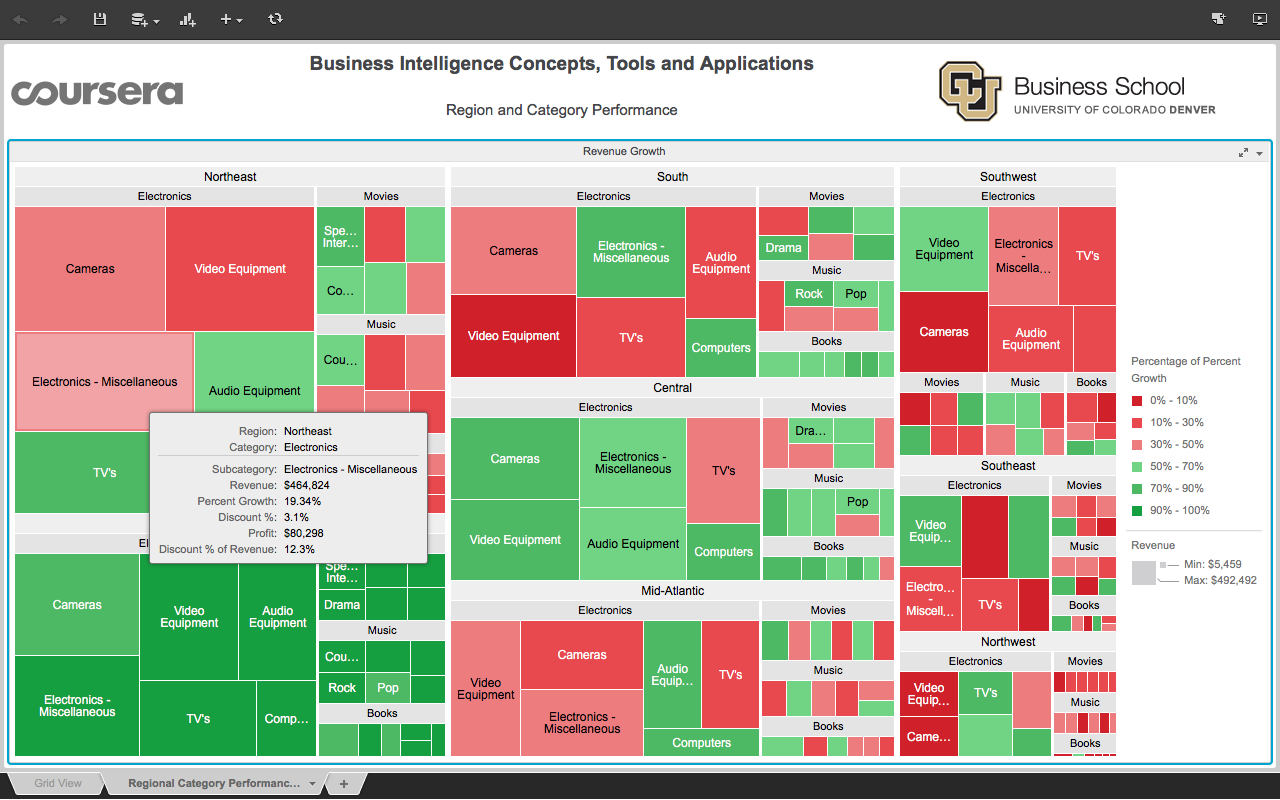 Business Intelligence Concepts, Tools and Applications
coursera
Region and Category Performance
CU
Business School
UNIVERSITY OF COLORADO DENVER
Revenue Growth
Northeast
Electronics
Movies
Cameras
Video Equipment
Spe...
Inter...
Co...
Music
Electronics - Miscellaneous
Audio Equipment
Cou...
TV's
Region: Northeast
Category: Electronics
Subcategory: Electronics - Miscellaneous
Revenue: $464,824
Percent Growth: 19.34%
Discount %: 3.1%
Profit: $80,298
Discount % of Revenue: 12.3%
El
Cameras
Video
Equipment
Audio
Equipment
Spe...
Inte...
Drama
Music
Electronics -
Miscellaneous
TV's
Comp...
Cou...
Rock
Pop
Books
South
Electronics
Movies
Cameras
Electronics -
Miscellaneous
Audio
Equipment
Drama
Music
Video Equipment
TV's
Computers
Rock
Pop
Books
Central
Electronics
Movies
Cameras
Electronics -
Miscellaneous
TV's
Dra...
Music
Video Equipment
Audio Equipment
Computers
Pop
Books
Mid-Atlantic
Electronics
Movies
Video
Equipment
Cameras
Audio
Equip...
TV's
Music
Electronics -
Miscellaneous
Computers
Books
Southwest
Electronics
Video
Equipment
Electronics
-
Miscella...
TV's
Cameras
Audio
Equipment
Movies
Music
Books
Southeast
Electronics
Movies
Video
Equip...
Music
Electro...
-
Miscell...
TV's
Books
Northwest
Electronics
Movies
Video
Equip...
TV's
Music
Came...
Books
Percentage of Percent
Growth
0% - 10%
10% - 30%
30% - 50%
50% - 70%
70% - 90%
90% - 100%
Revenue
Min: $5,459
Max: $492,492
Grid View
Regional Category Performanc...